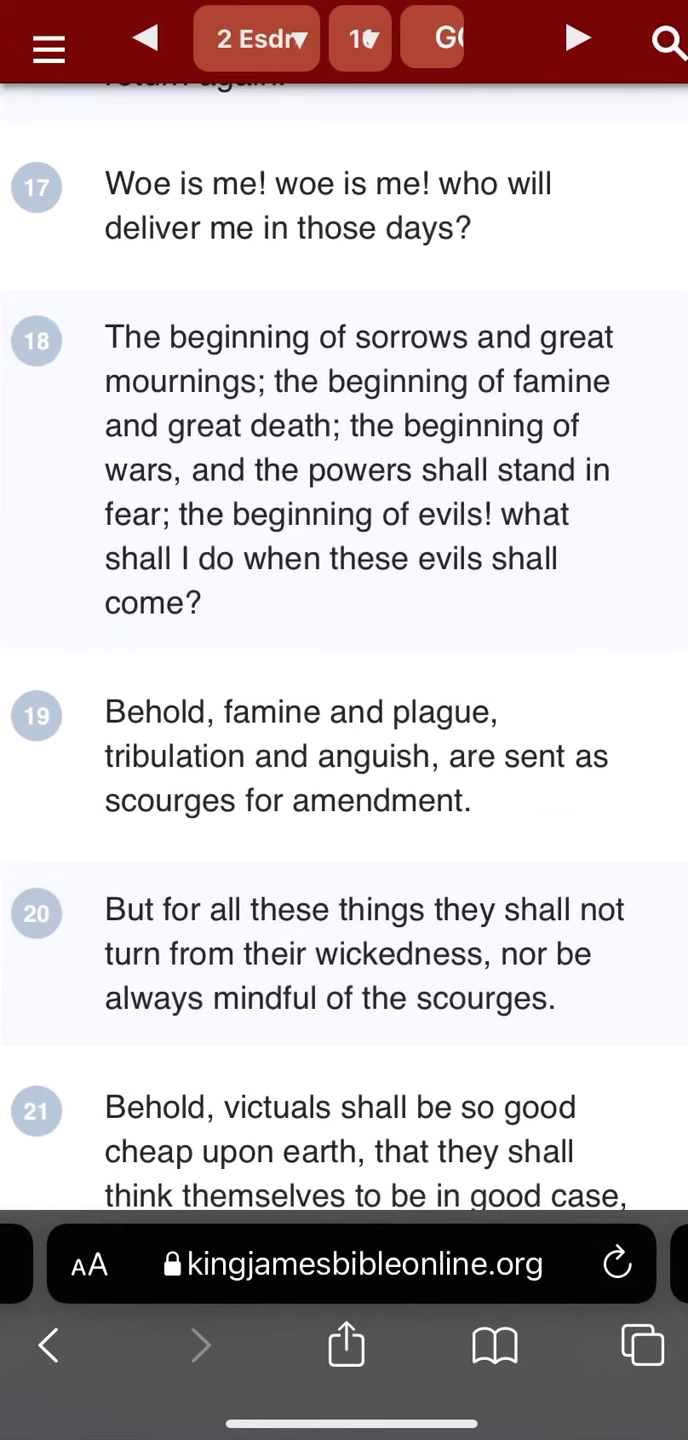 2 Esdr
return again.
17
Woe is me! woe is me! who will
deliver me in those days?
18
The beginning of sorrows and great
mournings; the beginning of famine
and great death; the beginning of
wars, and the powers shall stand in
fear; the beginning of evils! what
shall I do when these evils shall
come?
19
Behold, famine and plague,
tribulation and anguish, are sent as
scourges for amendment.
20
But for all these things they shall not
turn from their wickedness, nor be
always mindful of the scourges.
21
Behold, victuals shall be so good
cheap upon earth, that they shall
think themselves to be in good case,
AA kingjamesbibleonline.org